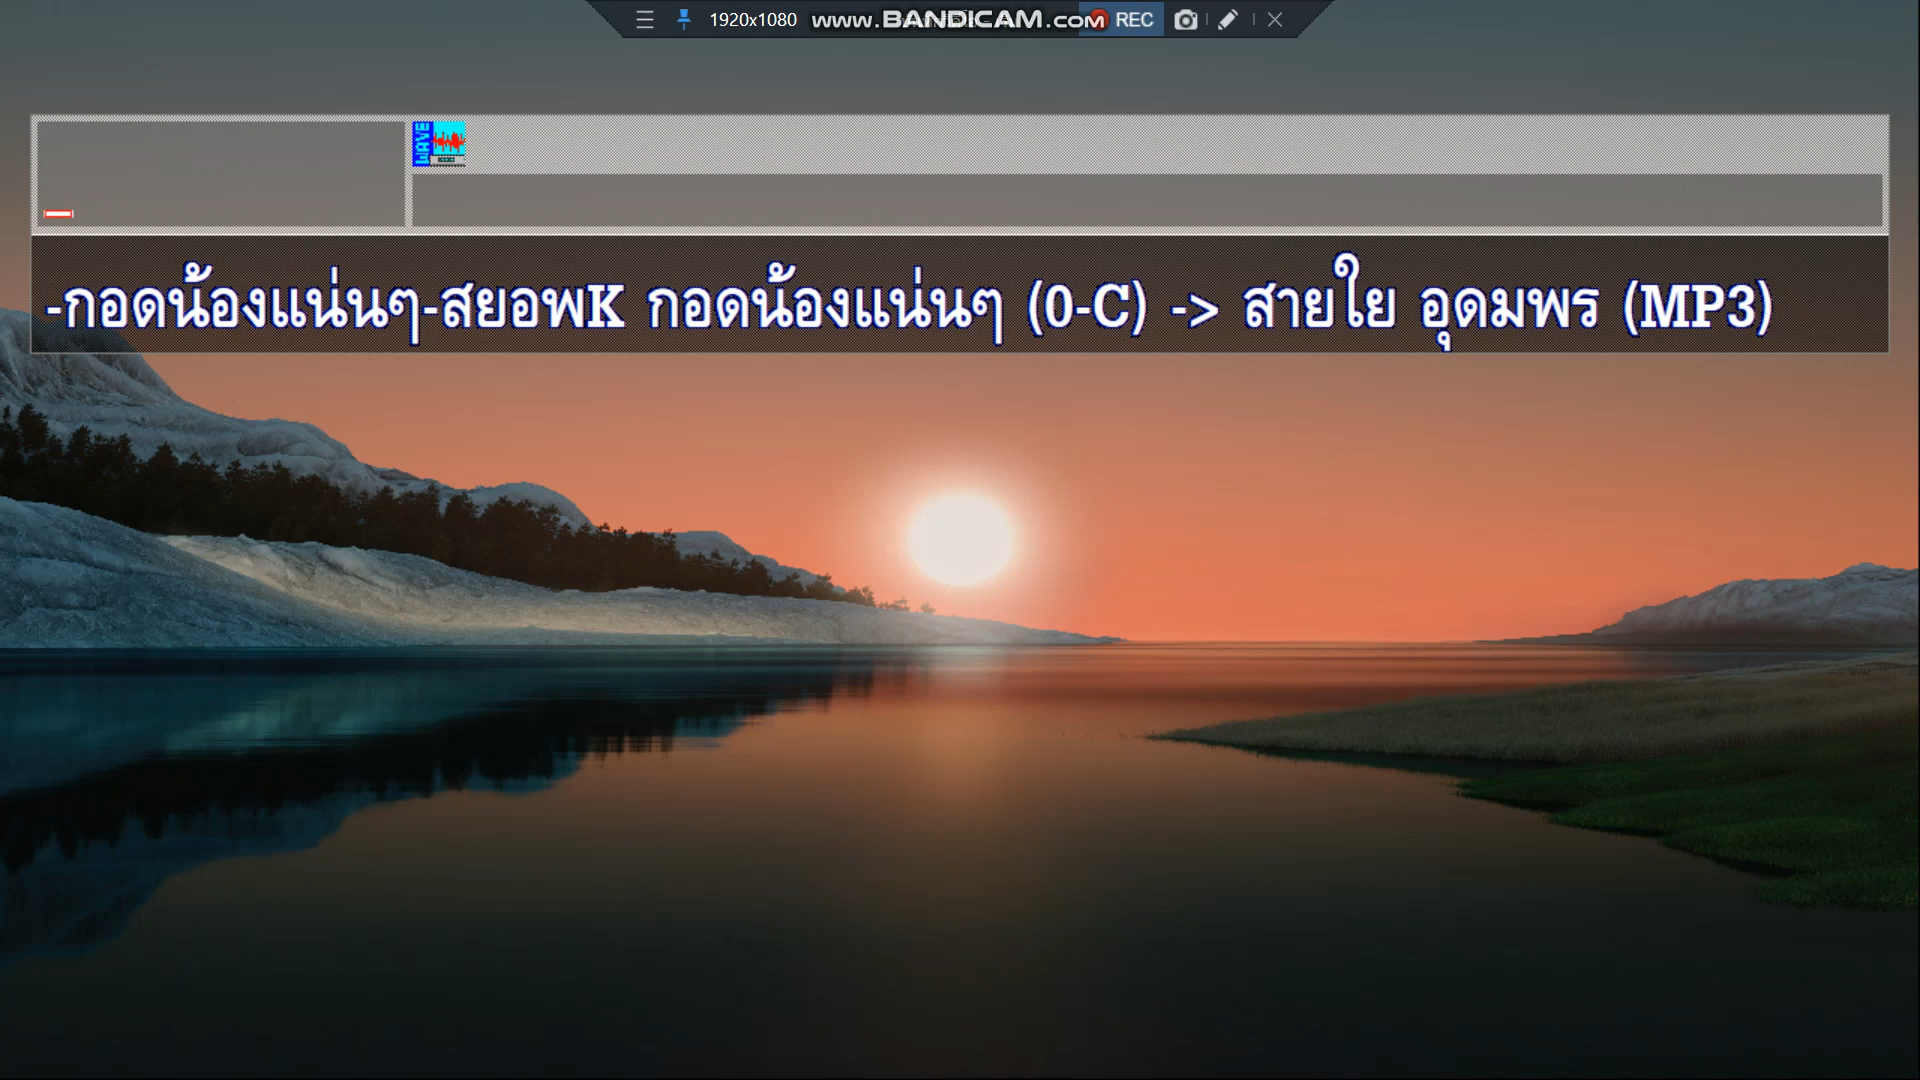 1920x1080 www.BANDICAM.com REC
WAVE
-กอดน้องแน่นๆ-สยอพK กอดน้องแน่นๆ (0-C) -> สายใย อุดมพร (MP3)